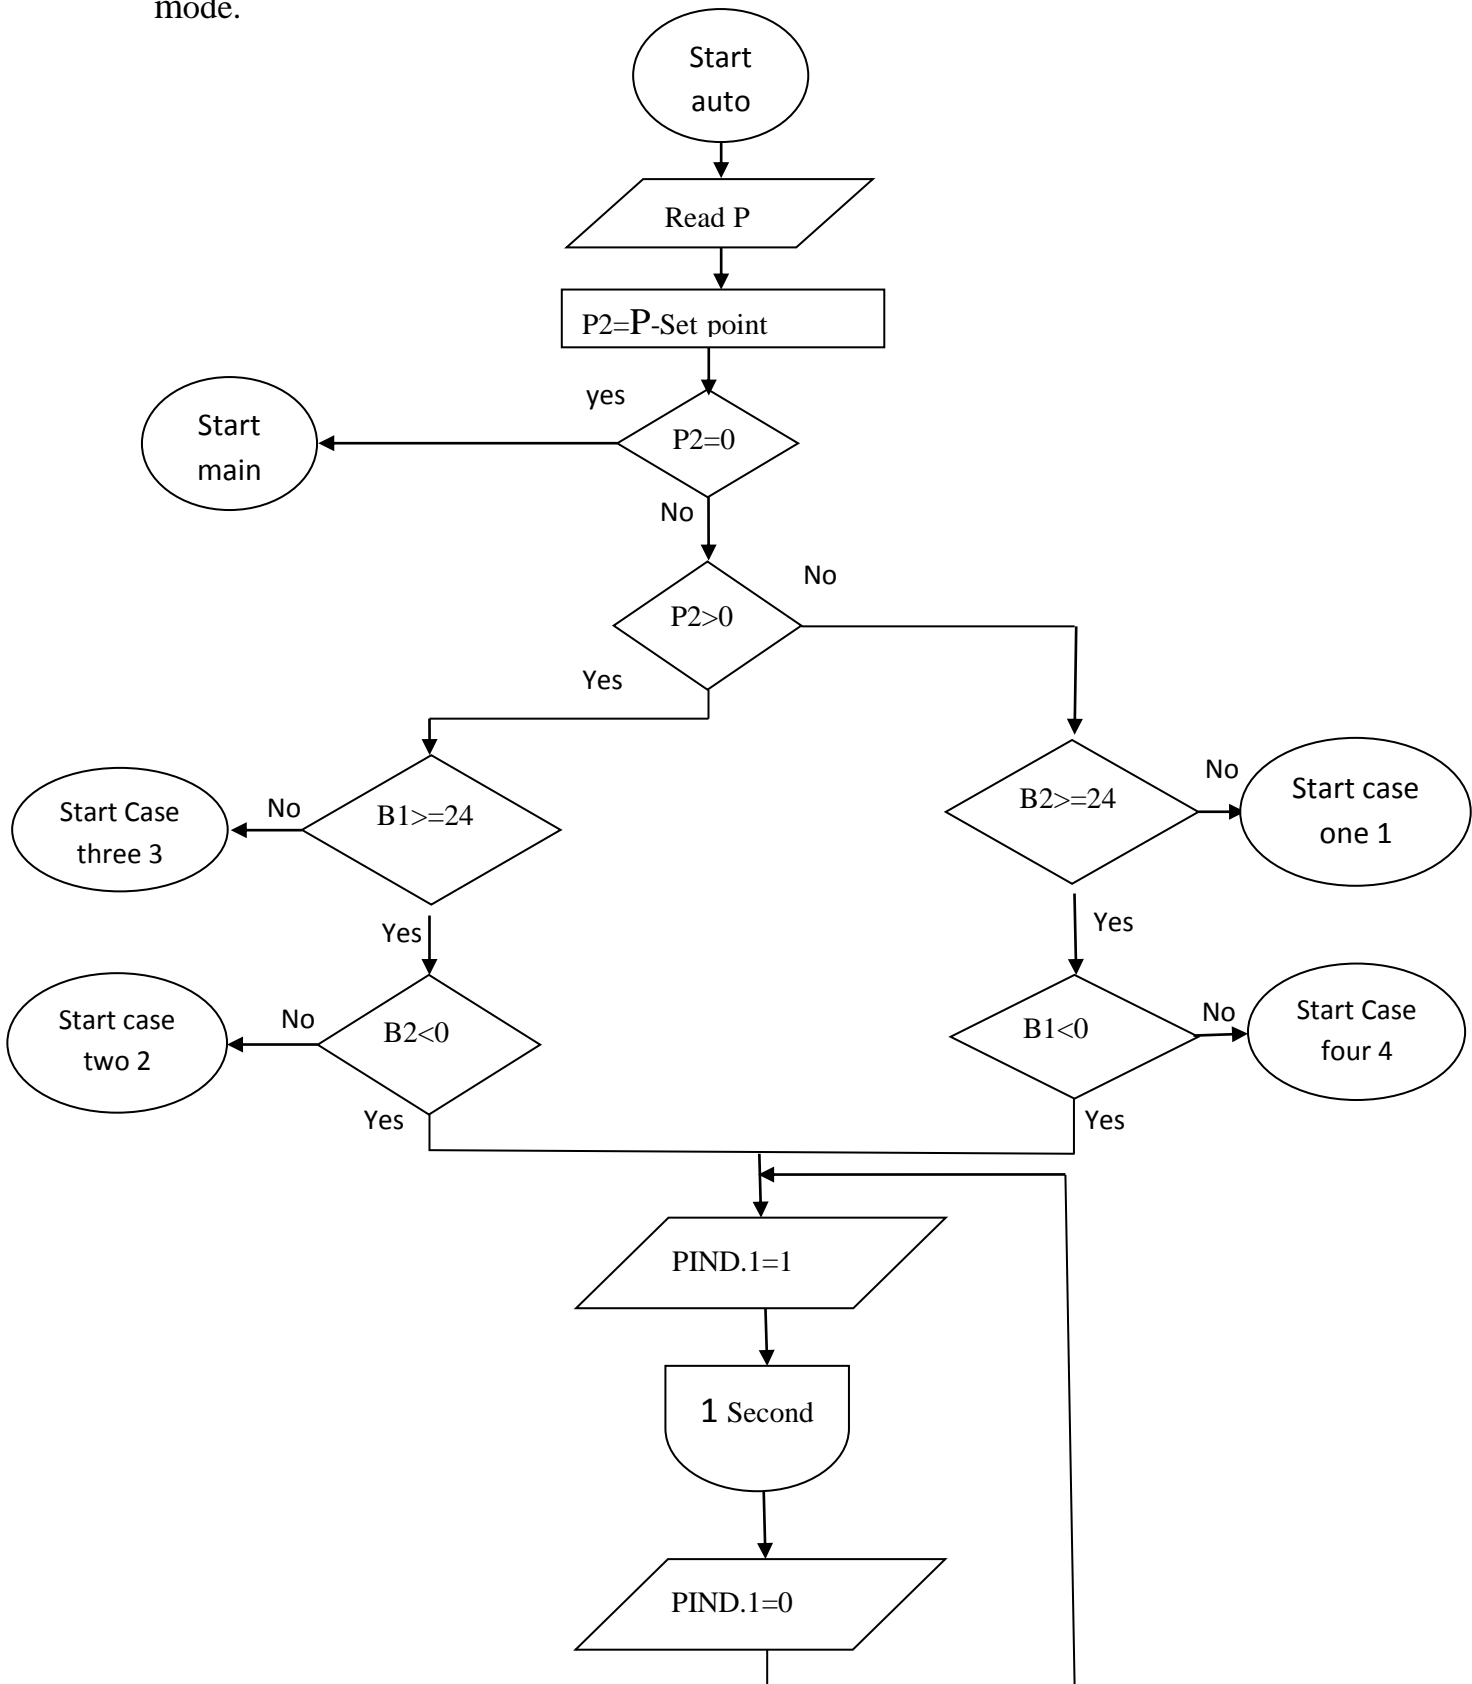 mode.
Start
auto
Read P
P2=P-Set point
yes
Start
main
P2=0
No
No
P2>0
Yes
Start Case
three 3
No
B1>=24
B2>=24
No
Start case
one 1
Yes
Yes
Start case
two 2
No
B2<0
B1<0
No
Start Case
four 4
Yes
Yes
PIND.1=1
1 Second
PIND.1=0